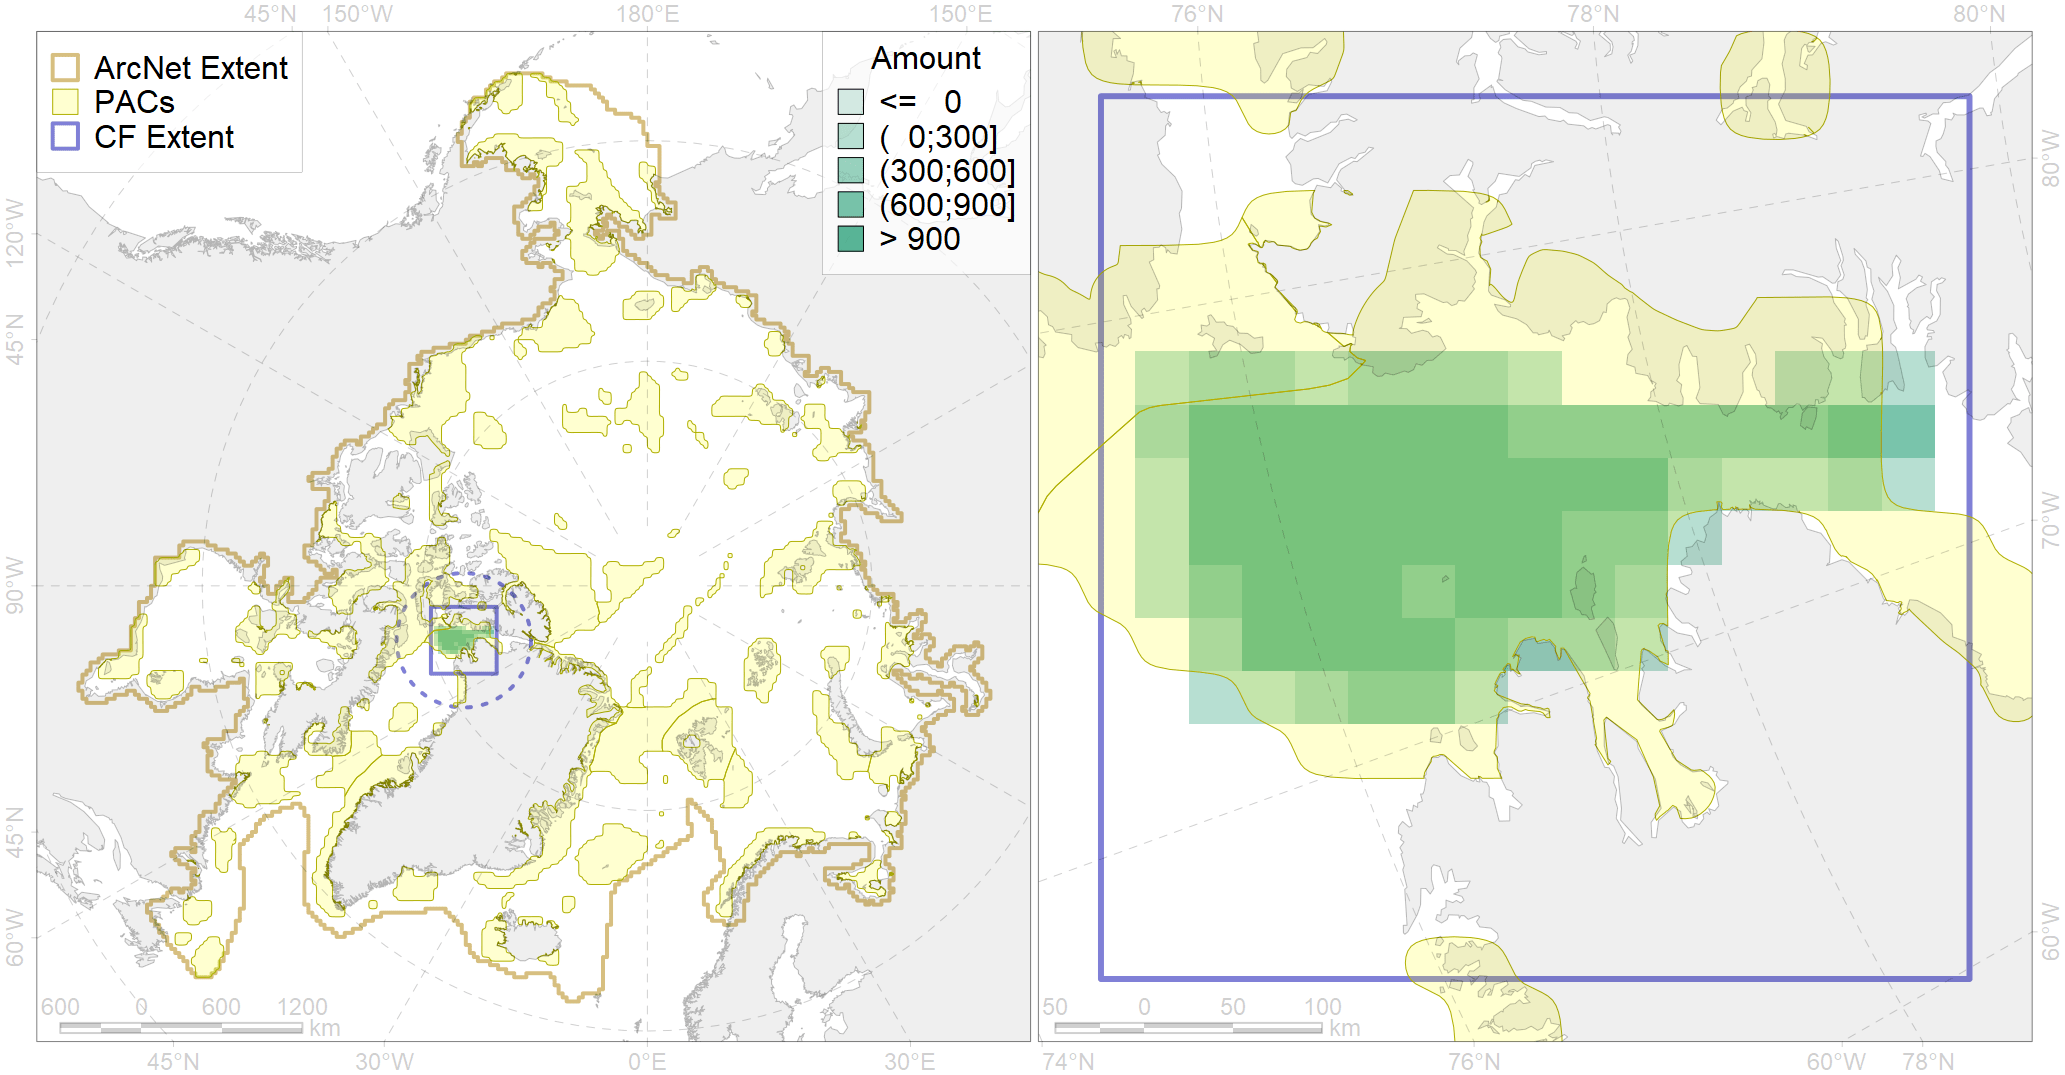 45°N 150°W 180°E 150°E 76°N 78°N 80°N
ArcNet Extent
PACs
CF Extent
Amount
<= 0
( 0;300]
(300;600]
(600;900]
> 900
120°W
45°N
90°W
45°N
60°W
80°W
70°W
60°W
600 0 600 1200
km
50 0 50 100
km
45°N 30°W 0°E 30°E 74°N 76°N 60°W 78°N